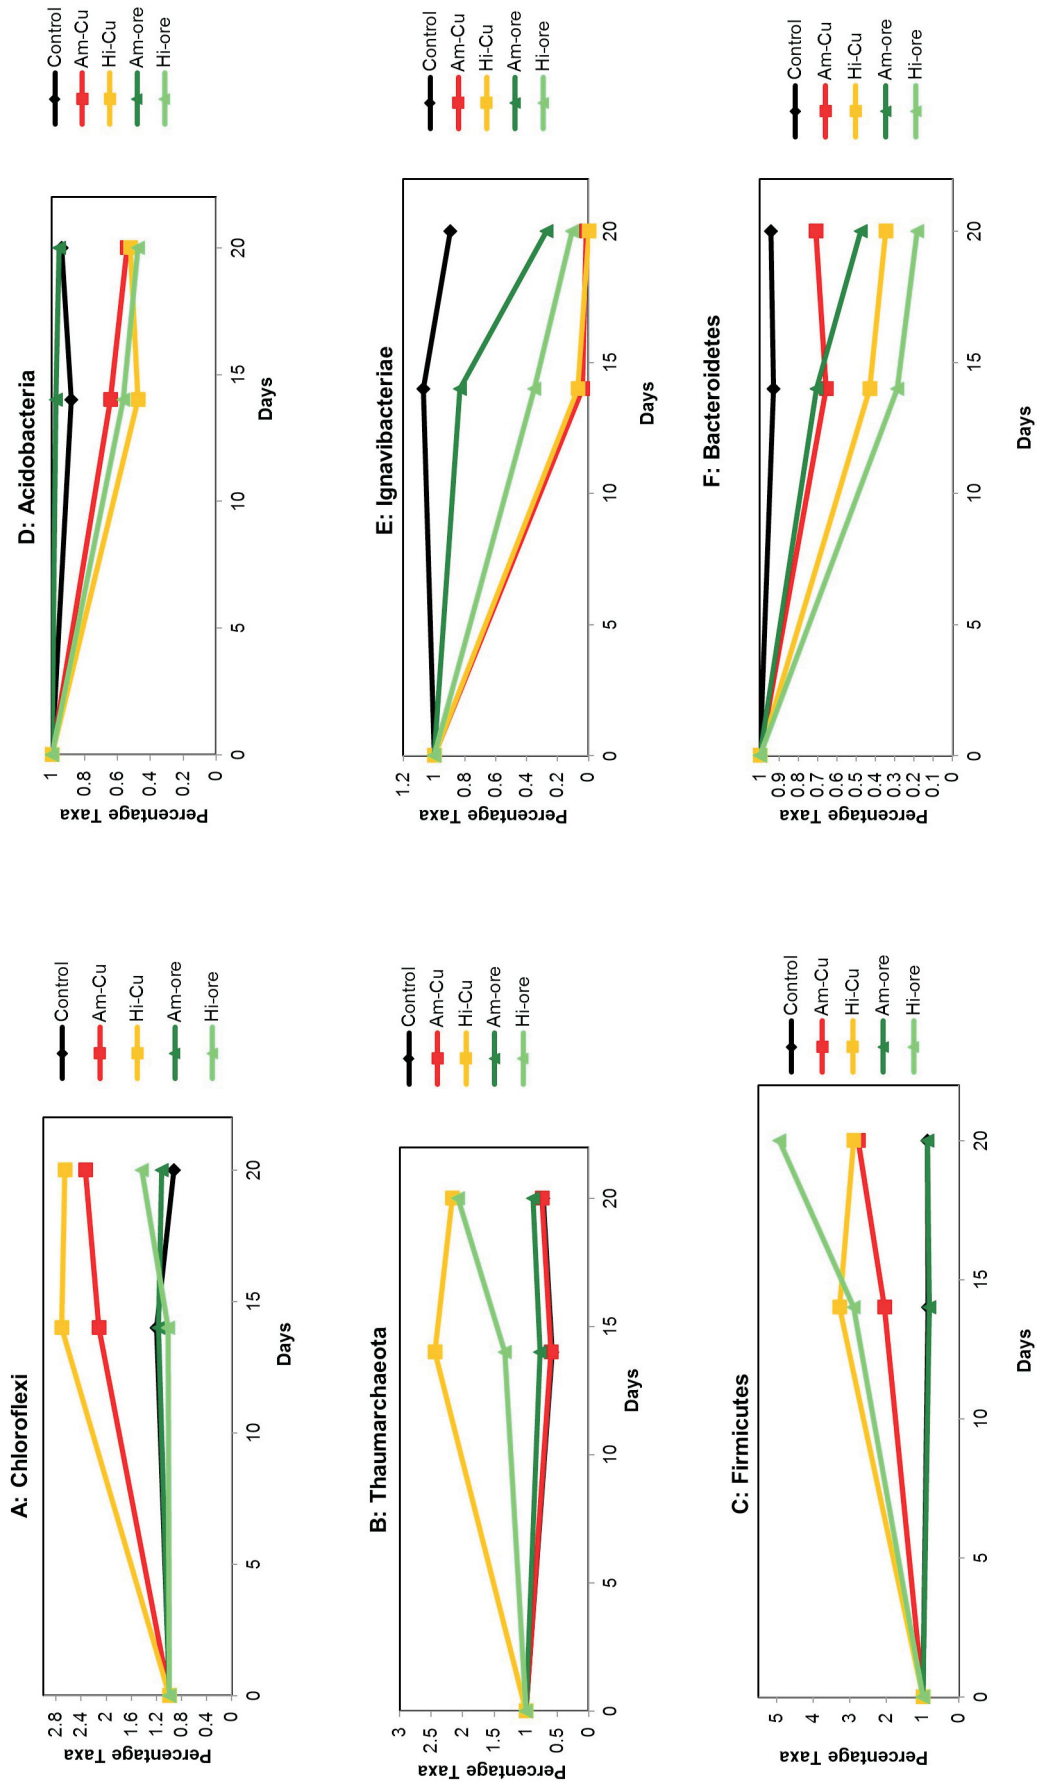 A: Chloroflexi
Percentage Taxa
2.8
2.4
2
1.6
1.2
0.8
0.4
0
0 5 10 15 20
Days
Control
Am-Cu
Hi-Cu
Am-ore
Hi-ore
B: Thaumarchaeota
Percentage Taxa
3
2.5
2
1.5
1
0.5
0
0 5 10 15 20
Days
Control
Am-Cu
Hi-Cu
Am-ore
Hi-ore
C: Firmicutes
Percentage Taxa
5
4
3
2
1
0
0 5 10 15 20
Days
Control
Am-Cu
Hi-Cu
Am-ore
Hi-ore
D: Acidobacteria
Percentage Taxa
1
0.8
0.6
0.4
0.2
0
0 5 10 15 20
Days
Control
Am-Cu
Hi-Cu
Am-ore
Hi-ore
E: Ignavibacteriae
Percentage Taxa
1.2
1
0.8
0.6
0.4
0.2
0
0 5 10 15 20
Days
Control
Am-Cu
Hi-Cu
Am-ore
Hi-ore
F: Bacteroidetes
Percentage Taxa
1
0.9
0.8
0.7
0.6
0.5
0.4
0.3
0.2
0.1
0
0 5 10 15 20
Days
Control
Am-Cu
Hi-Cu
Am-ore
Hi-ore